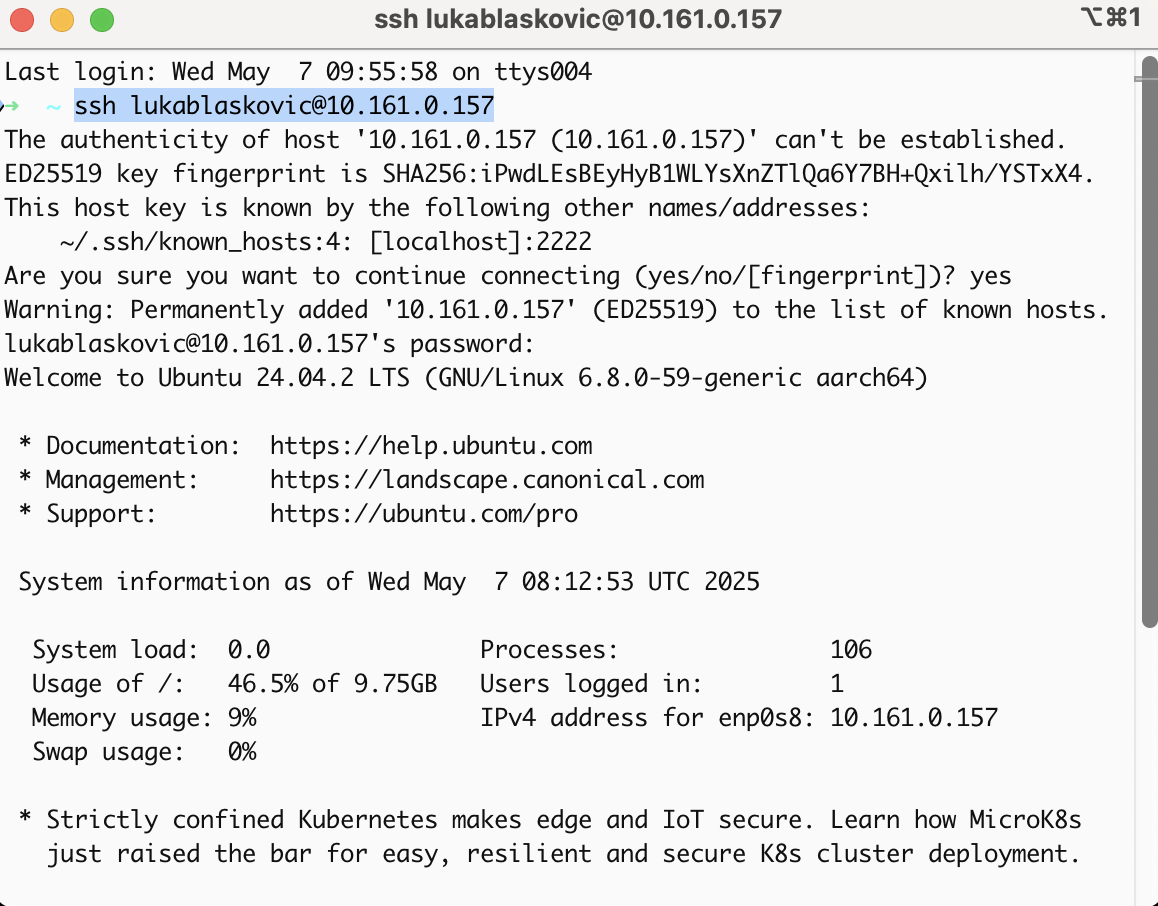 ssh lukablaskovic@10.161.0.157 ⌥⌘1
Last login: Wed May  7 09:55:58 on ttys004
➜  ~ ssh lukablaskovic@10.161.0.157
The authenticity of host '10.161.0.157 (10.161.0.157)' can't be established.
ED25519 key fingerprint is SHA256:iPwdLEsBEyHyB1WLYsXnZTlQa6Y7BH+Qxilh/YSTxX4.
This host key is known by the following other names/addresses:
    ~/.ssh/known_hosts:4: [localhost]:2222
Are you sure you want to continue connecting (yes/no/[fingerprint])? yes
Warning: Permanently added '10.161.0.157' (ED25519) to the list of known hosts.
lukablaskovic@10.161.0.157's password:
Welcome to Ubuntu 24.04.2 LTS (GNU/Linux 6.8.0-59-generic aarch64)

 * Documentation:  https://help.ubuntu.com
 * Management:     https://landscape.canonical.com
 * Support:        https://ubuntu.com/pro

 System information as of Wed May  7 08:12:53 UTC 2025

  System load:  0.0               Processes:               106
  Usage of /:   46.5% of 9.75GB   Users logged in:         1
  Memory usage: 9%                IPv4 address for enp0s8: 10.161.0.157
  Swap usage:   0%

 * Strictly confined Kubernetes makes edge and IoT secure. Learn how MicroK8s
   just raised the bar for easy, resilient and secure K8s cluster deployment.